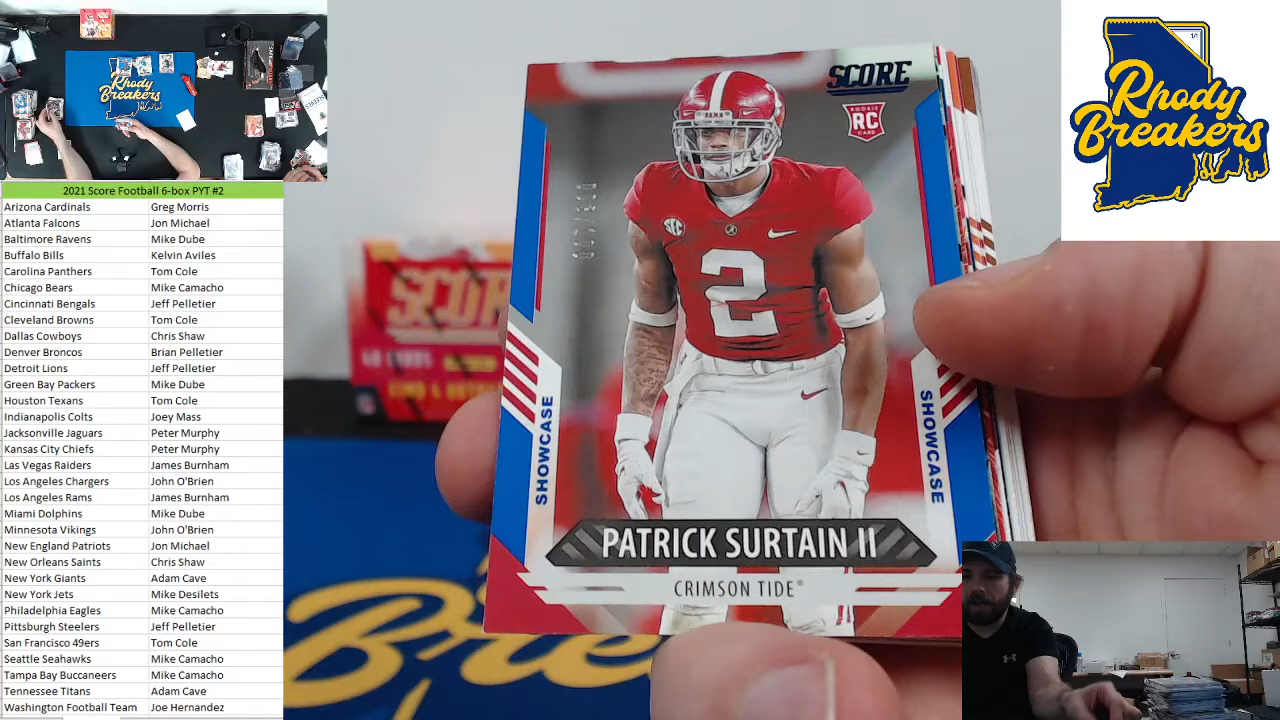 Rhody
Breakers
2021 Score Football 6-box PYT #2
Arizona Cardinals Greg Morris
Atlanta Falcons Jon Michael
Baltimore Ravens Mike Dube
Buffalo Bills Kelvin Aviles
Carolina Panthers Tom Cole
Chicago Bears Mike Camacho
Cincinnati Bengals Jeff Pelletier
Cleveland Browns Tom Cole
Dallas Cowboys Chris Shaw
Denver Broncos Brian Pelletier
Detroit Lions Jeff Pelletier
Green Bay Packers Mike Dube
Houston Texans Tom Cole
Indianapolis Colts Joey Mass
Jacksonville Jaguars Peter Murphy
Kansas City Chiefs Peter Murphy
Las Vegas Raiders James Burnham
Los Angeles Chargers John O'Brien
Los Angeles Rams James Burnham
Miami Dolphins Mike Dube
Minnesota Vikings John O'Brien
New England Patriots Jon Michael
New Orleans Saints Chris Shaw
New York Giants Adam Cave
New York Jets Mike Desilets
Philadelphia Eagles Mike Camacho
Pittsburgh Steelers Jeff Pelletier
San Francisco 49ers Tom Cole
Seattle Seahawks Mike Camacho
Tampa Bay Buccaneers Mike Camacho
Tennessee Titans Adam Cave
Washington Football Team Joe Hernandez
SCORE
ROOKIE
RC
CARD
SEC
2
SHOWCASE
SHOWCASE
PATRICK SURTAIN II
CRIMSON TIDE®
SCOR
Bre
1/1
Rhody
Breakers